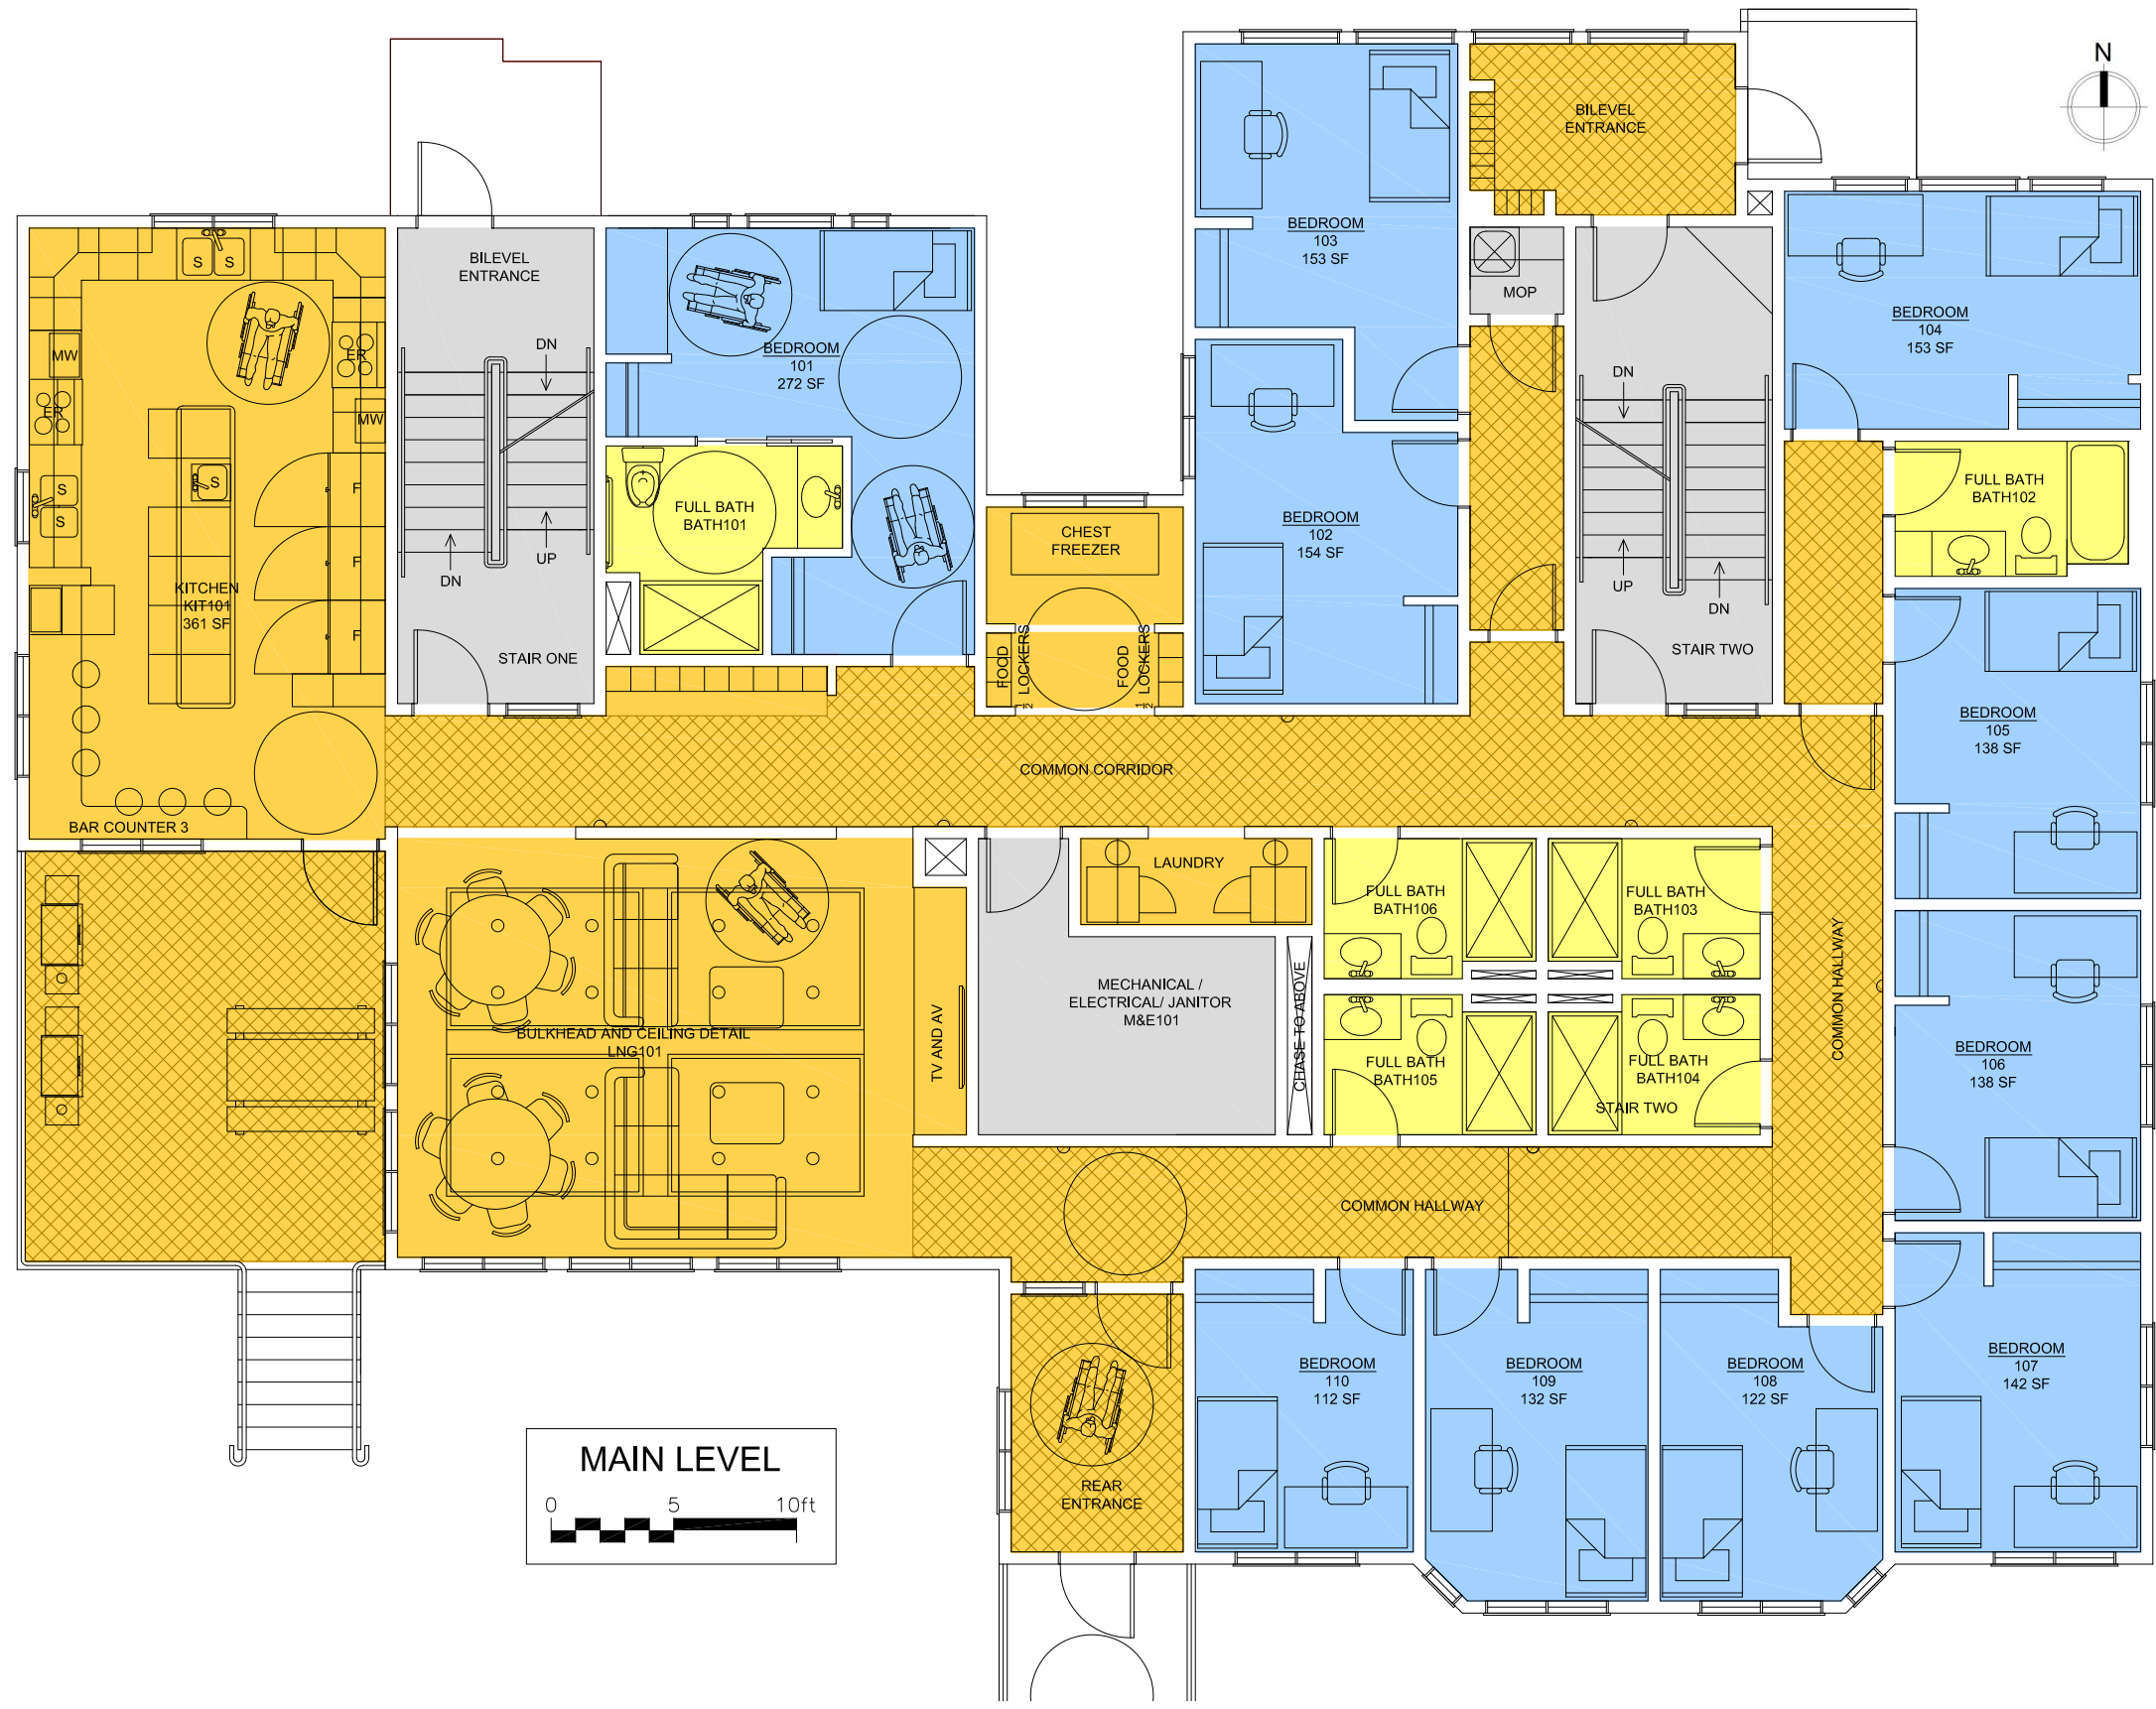 N
BILEVEL
ENTRANCE
BILEVEL
ENTRANCE
BEDROOM
103
153 SF
S
S
MOP
BEDROOM
104
153 SF
MW
ER
DN
BEDROOM
101
272 SF
DN
ER
MW
F
S
S
S
FULL BATH
BATH101
FULL BATH
BATH102
BEDROOM
102
154 SF
CHEST
FREEZER
F
UP
DN
UP
DN
KITCHEN
KIT101
361 SF
F
STAIR ONE
FOOD
LOCKERS
1
2
FOOD
LOCKERS
1
2
STAIR TWO
BEDROOM
105
138 SF
COMMON CORRIDOR
BAR COUNTER 3
LAUNDRY
FULL BATH
BATH106
FULL BATH
BATH103
COMMON HALLWAY
MECHANICAL /
ELECTRICAL/ JANITOR
M&E101
CHASE TO ABOVE
BULKHEAD AND CEILING DETAIL
LNG101
TV AND AV
FULL BATH
BATH105
FULL BATH
BATH104
STAIR TWO
BEDROOM
106
138 SF
COMMON HALLWAY
BEDROOM
110
112 SF
BEDROOM
109
132 SF
BEDROOM
108
122 SF
BEDROOM
107
142 SF
REAR
ENTRANCE
MAIN LEVEL
0 5 10ft